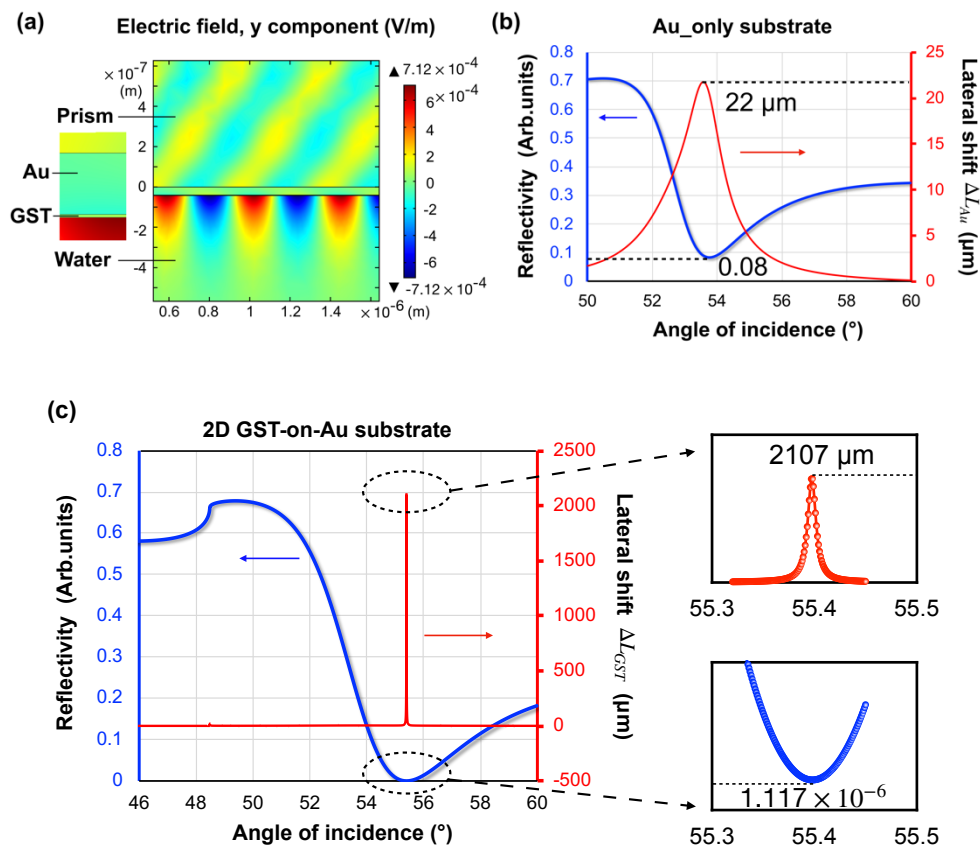 (a)
Electric field, y component (V/m)
× 10⁻⁷
(m)
4
2
0
-2
-4
Prism
Au
GST
Water
0.6
0.8
1
1.2
1.4
× 10⁻⁶ (m)
▲ 7.12 × 10⁻⁴
6 × 10⁻⁴
4
2
0
-2
-4
-6
▼ -7.12 × 10⁻⁴
(b)
Au_only substrate
Reflectivity (Arb.units)
0.8
0.7
0.6
0.5
0.4
0.3
0.2
0.1
0
22 µm
0.08
25
20
15
10
5
0
Lateral shift ΔL_Au (µm)
50
52
54
56
58
60
Angle of incidence (°)
(c)
2D GST-on-Au substrate
Reflectivity (Arb.units)
0.8
0.7
0.6
0.5
0.4
0.3
0.2
0.1
0
2500
2000
1500
1000
500
0
-500
Lateral shift ΔL_GST (µm)
46
48
50
52
54
56
58
60
Angle of incidence (°)
2107 µm
55.3
55.4
55.5
1.117 × 10⁻⁶
55.3
55.4
55.5